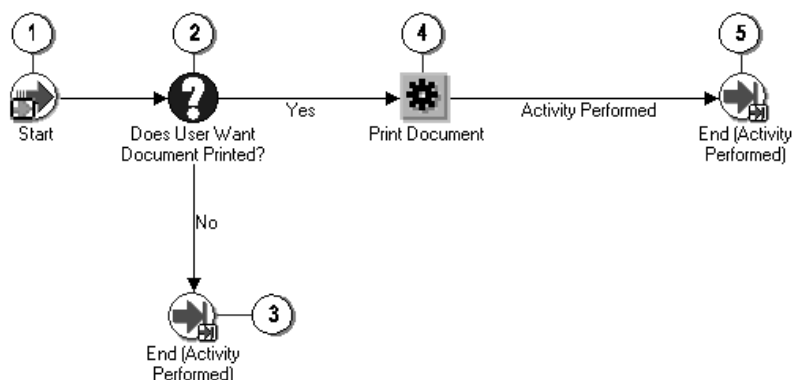 1
2
4
5
Start
Does User Want
Document Printed?
Yes
Print Document
Activity Performed
End (Activity
Performed)
No
3
End (Activity
Performed)